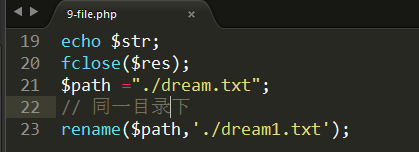 9-file.php
19 echo $str;
20 fclose($res);
21 $path ="./dream.txt";
22 // 同一目录下
23 rename($path,'./dream1.txt');